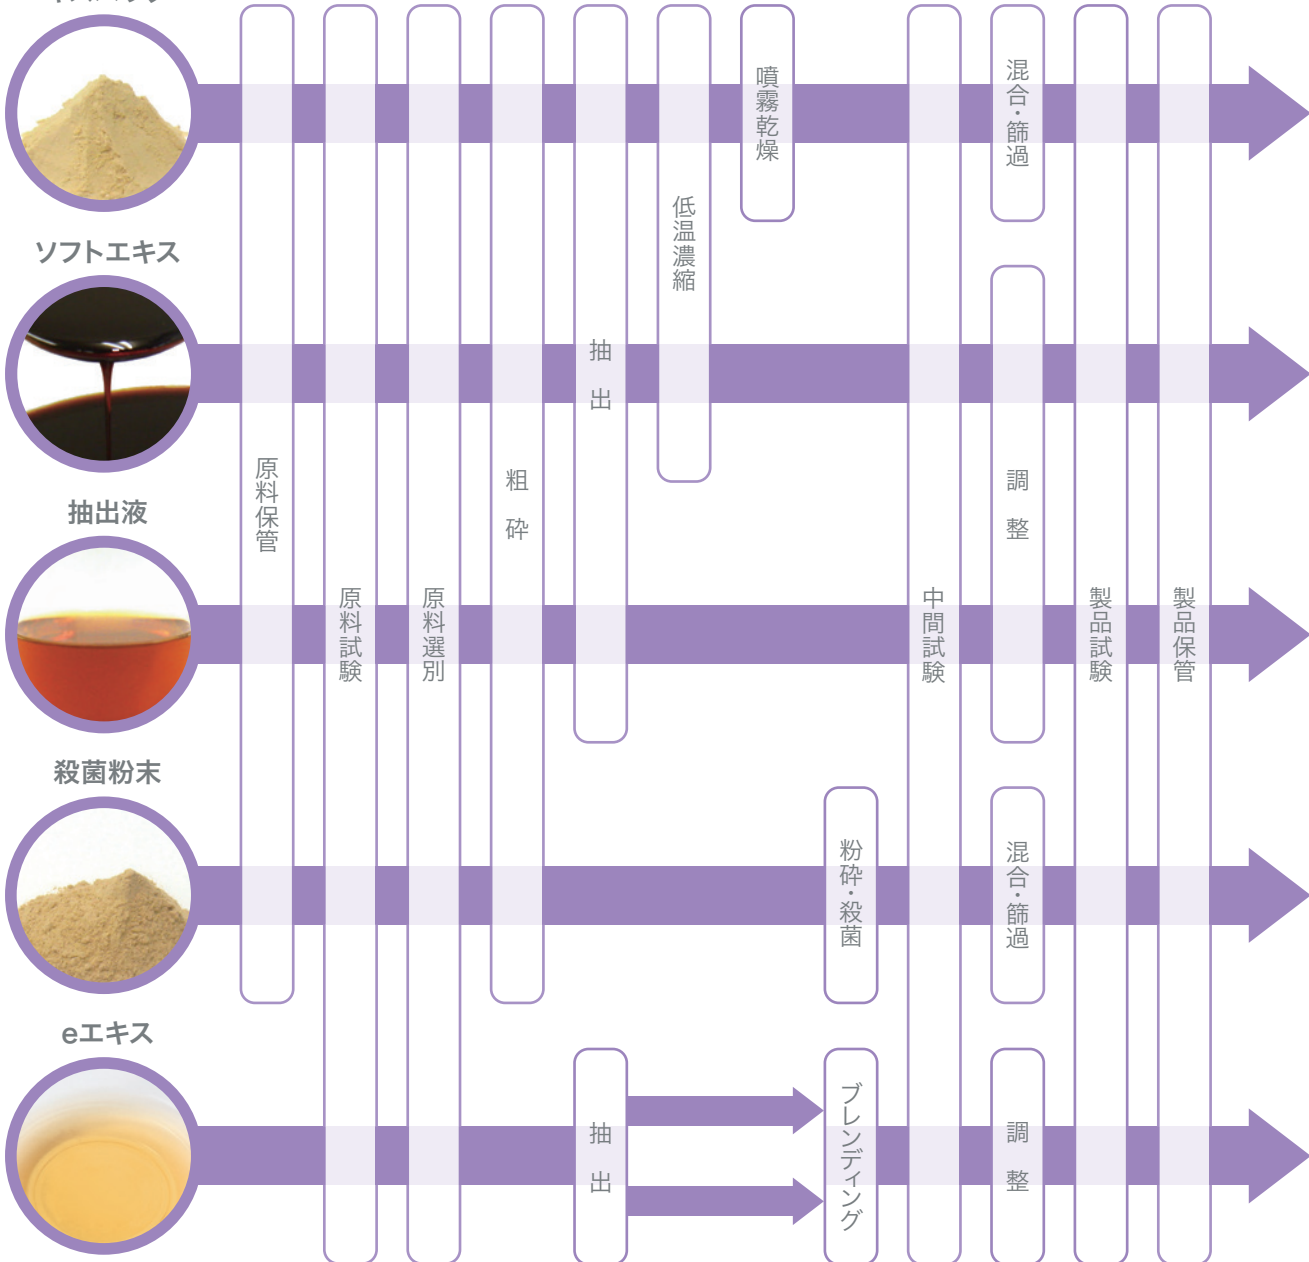 噴霧乾燥
混合・篩過
低温濃縮
ソフトエキス
抽出
原料保管
粗砕
調整
抽出液
原料試験
原料選別
中間試験
製品試験
製品保管
殺菌粉末
粉砕・殺菌
混合・篩過
eエキス
抽出
ブレンディング
調整